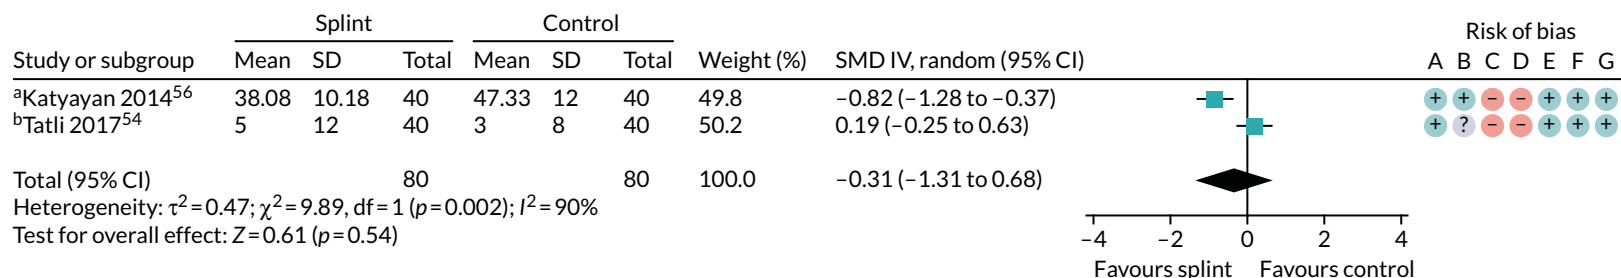 Splint Control Risk of bias
Study or subgroup Mean SD Total Mean SD Total Weight (%) SMD IV, random (95% CI) A B C D E F G
ᵃKatyayan 2014⁵⁶ 38.08 10.18 40 47.33 12 40 49.8 −0.82 (−1.28 to −0.37) + + − − + + +
ᵇTatli 2017⁵⁴ 5 12 40 3 8 40 50.2 0.19 (−0.25 to 0.63) + ? − − + + +
Total (95% CI) 80 80 100.0 −0.31 (−1.31 to 0.68)
Heterogeneity: τ² = 0.47; χ² = 9.89, df = 1 (p = 0.002); I² = 90%
Test for overall effect: Z = 0.61 (p = 0.54)
−4 −2 0 2 4
Favours splint Favours control